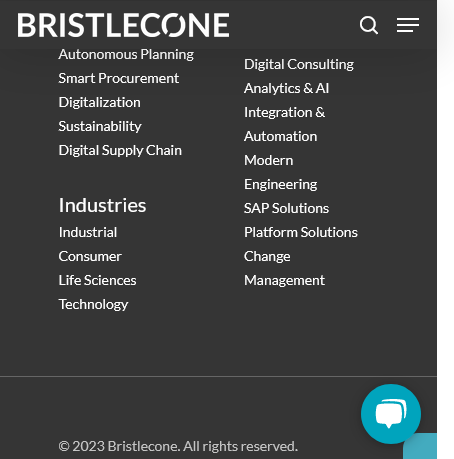 BRISTLECONE
Autonomous Planning
Smart Procurement
Digitalization
Sustainability
Digital Supply Chain
Industries
Industrial
Consumer
Life Sciences
Technology
Digital Consulting
Analytics & AI
Integration &
Automation
Modern
Engineering
SAP Solutions
Platform Solutions
Change
Management
© 2023 Bristlecone. All rights reserved.